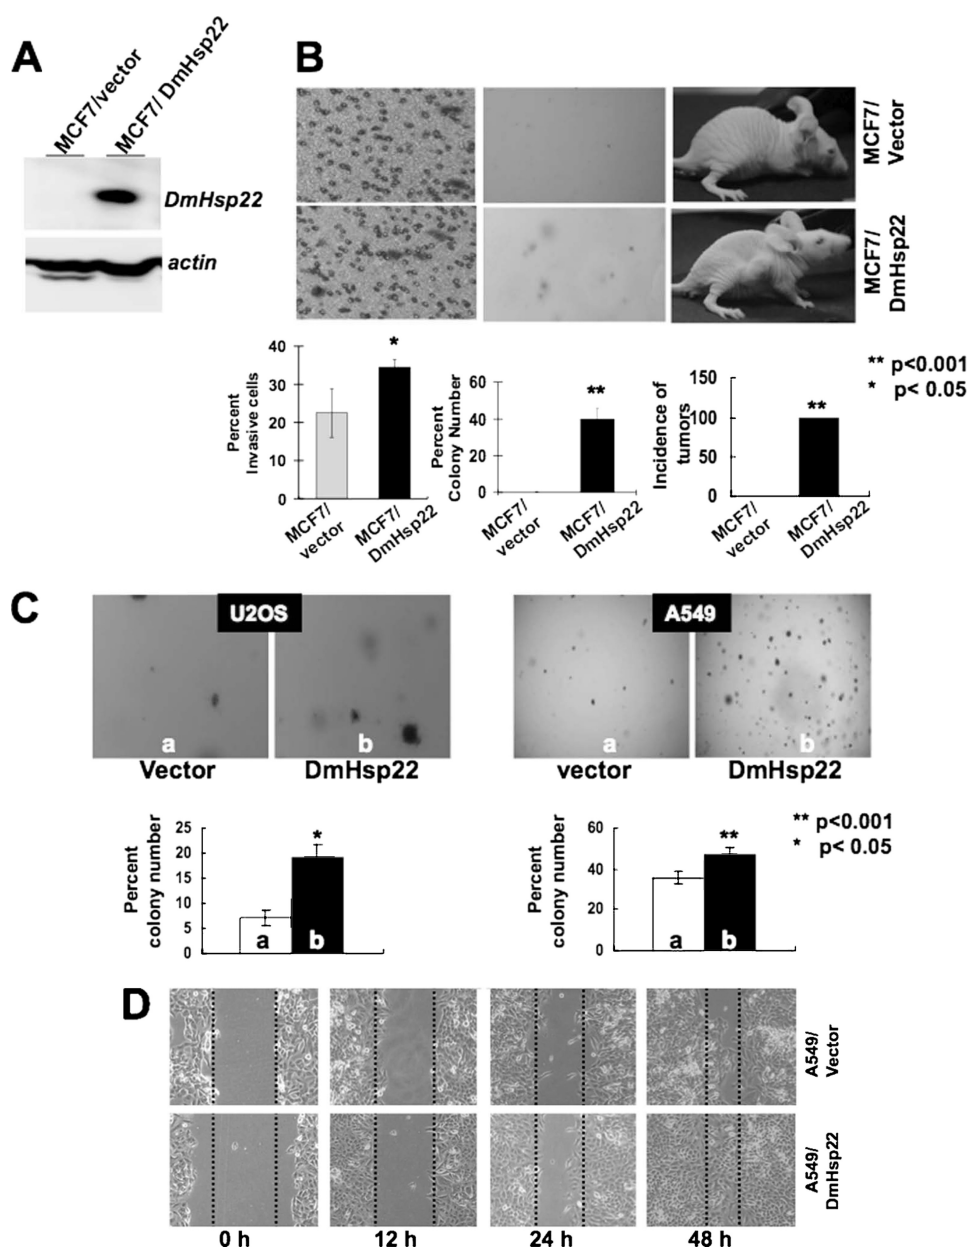 A
MCF7/vector
MCF7/ DmHsp22
DmHsp22
actin
B
MCF7/
Vector
MCF7/
DmHsp22
40
30
20
10
0
Percent
Invasive cells
*
MCF7/
vector
MCF7/
DmHsp22
60
40
20
0
Percent
Colony Number
**
MCF7/
vector
MCF7/
DmHsp22
150
100
50
0
Incidence of
tumors
**
MCF7/
vector
MCF7/
DmHsp22
** p<0.001
* p< 0.05
C
U2OS
a
b
Vector
DmHsp22
A549
a
b
vector
DmHsp22
25
20
15
10
5
0
Percent
colony number
*
a
b
60
40
20
0
Percent
colony number
**
a
b
** p<0.001
* p< 0.05
D
A549/
Vector
A549/
DmHsp22
0 h
12 h
24 h
48 h